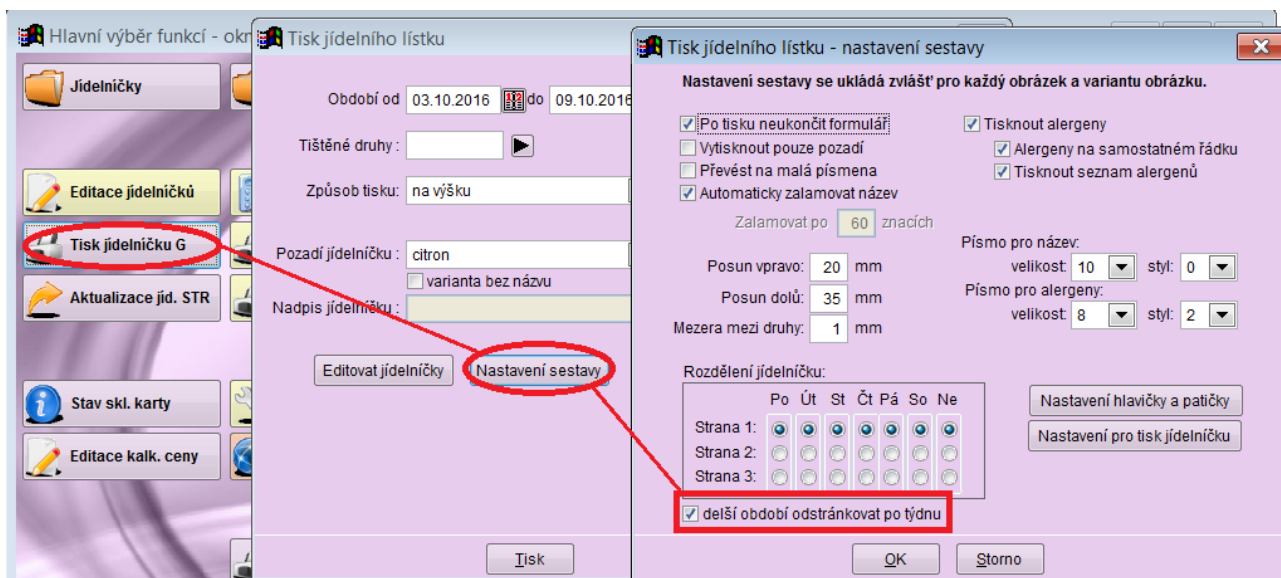 Hlavní výběr funkcí - okn
Jídelníčky
Editace jídelníčků
Tisk jídelníčku G
Aktualizace jíd. STR
Stav skl. karty
Editace kalk. ceny
Tisk jídelního lístku
Období od 03.10.2016 do 09.10.2016
Tištěné druhy :
Způsob tisku: na výšku
Pozadí jídelníčku : citron
varianta bez názvu
Nadpis jídelníčku :
Editovat jídelníčky Nastavení sestavy
Tisk
Tisk jídelního lístku - nastavení sestavy
Nastavení sestavy se ukládá zvlášť pro každý obrázek a variantu obrázku.
Po tisku neukončit formulář
Vytisknout pouze pozadí
Převést na malá písmena
Automaticky zalamovat název
Zalamovat po 60 znacích
Posun vpravo: 20 mm
Posun dolů: 35 mm
Mezera mezi druhy: 1 mm
Tisknout alergeny
Alergeny na samostatném řádku
Tisknout seznam alergenů
Písmo pro název:
velikost: 10 styl: 0
Písmo pro alergeny:
velikost: 8 styl: 2
Rozdělení jídelníčku:
Po Út St Čt Pá So Ne
Strana 1:
Strana 2:
Strana 3:
delší období odstránkovat po týdnu
Nastavení hlavičky a patičky
Nastavení pro tisk jídelníčku
OK Storno